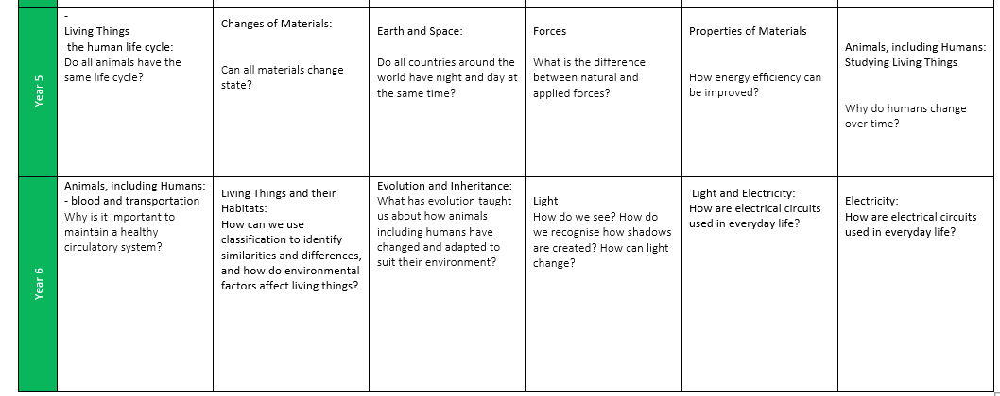 Year 5
-
Living Things
the human life cycle:
Do all animals have the
same life cycle?
Changes of Materials:
Can all materials change
state?
Earth and Space:
Do all countries around the
world have night and day at
the same time?
Forces
What is the difference
between natural and
applied forces?
Properties of Materials
How energy efficiency can
be improved?
Animals, including Humans:
Studying Living Things
Why do humans change
over time?
Year 6
Animals, including Humans:
- blood and transportation
Why is it important to
maintain a healthy
circulatory system?
Living Things and their
Habitats:
How can we use
classification to identify
similarities and differences,
and how do environmental
factors affect living things?
Evolution and Inheritance:
What has evolution taught
us about how animals
including humans have
changed and adapted to
suit their environment?
Light
How do we see? How do
we recognise how shadows
are created? How can light
change?
Light and Electricity:
How are electrical circuits
used in everyday life?
Electricity:
How are electrical circuits
used in everyday life?